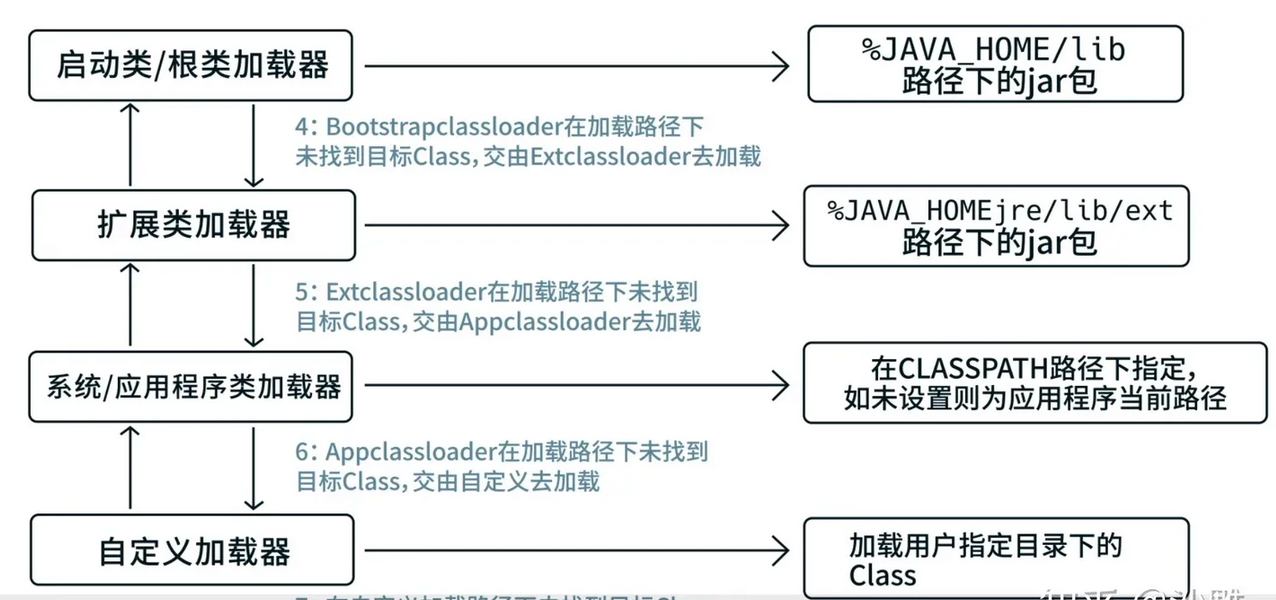 启动类/根类加载器
%JAVA_HOME/lib
路径下的jar包
4：Bootstrapclassloader在加载路径下
未找到目标Class，交由Extclassloader去加载
扩展类加载器
%JAVA_HOMEjre/lib/ext
路径下的jar包
5：Extclassloader在加载路径下未找到
目标Class，交由Appclassloader去加载
系统/应用程序类加载器
在CLASSPATH路径下指定，
如未设置则为应用程序当前路径
6：Appclassloader在加载路径下未找到
目标Class，交由自定义去加载
自定义加载器
加载用户指定目录下的
Class